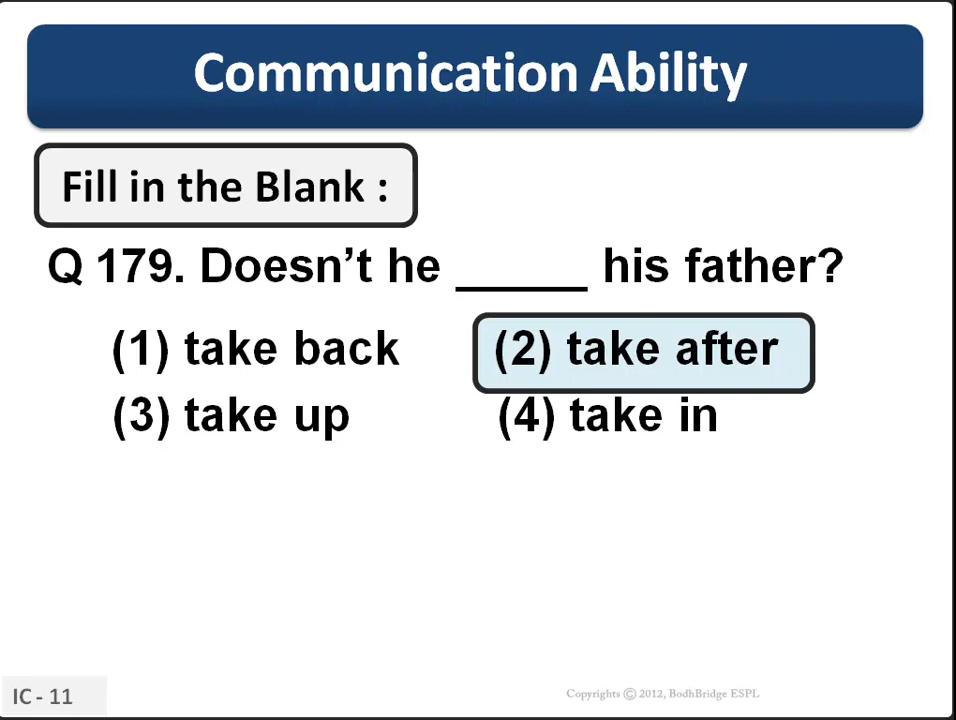 Communication Ability
Fill in the Blank :
Q 179. Doesn’t he _____ his father?
(1) take back (2) take after
(3) take up (4) take in
IC - 11
Copyrights © 2012, BodhBridge ESPL